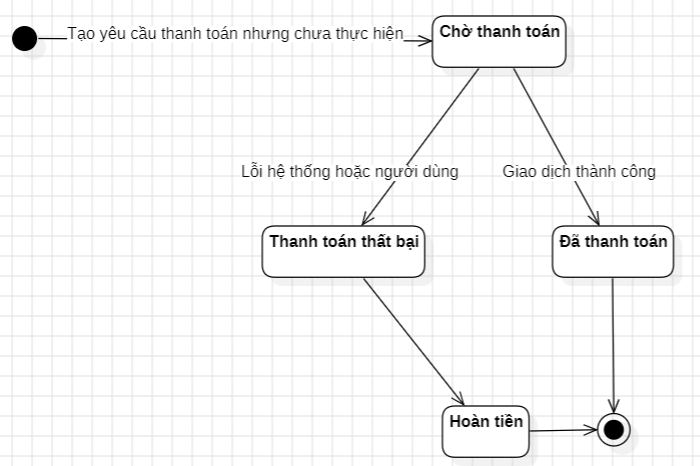 Tạo yêu cầu thanh toán nhưng chưa thực hiện
Chờ thanh toán
Lỗi hệ thống hoặc người dùng
Giao dịch thành công
Thanh toán thất bại
Đã thanh toán
Hoàn tiền